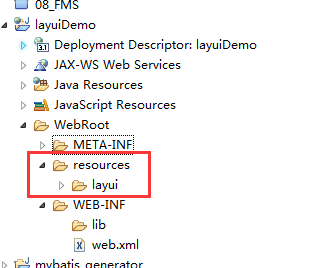 08_FMS
layuiDemo
Deployment Descriptor: layuiDemo
JAX-WS Web Services
Java Resources
JavaScript Resources
WebRoot
META-INF
resources
layui
WEB-INF
lib
web.xml
mybatis_generator